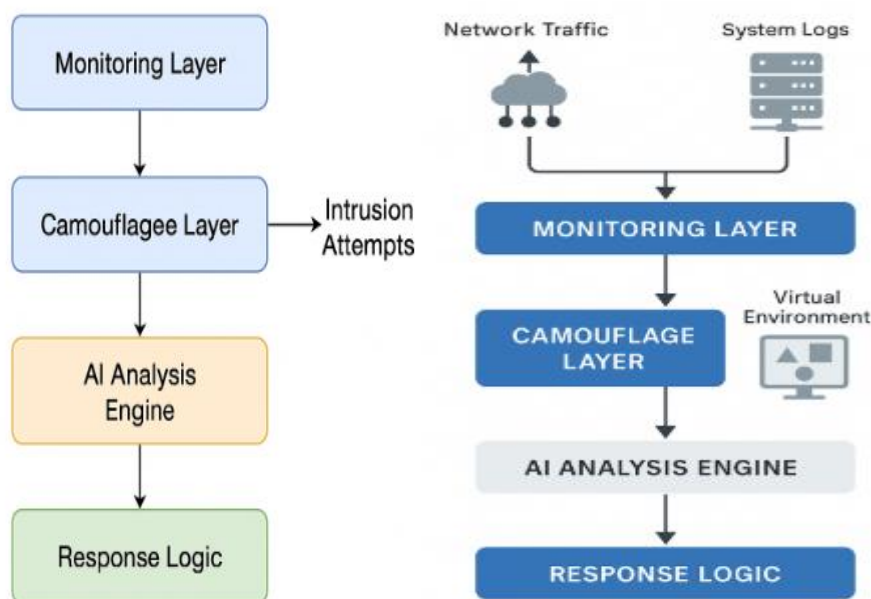 Monitoring Layer
Camouflagee Layer
Intrusion
Attempts
AI Analysis
Engine
Response Logic
Network Traffic
System Logs
MONITORING LAYER
CAMOUFLAGE
LAYER
Virtual
Environment
AI ANALYSIS ENGINE
RESPONSE LOGIC